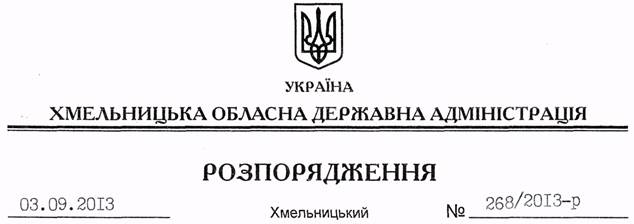 УКРАЇНА
ХМЕЛЬНИЦЬКА ОБЛАСНА ДЕРЖАВНА АДМІНІСТРАЦІЯ
РОЗПОРЯДЖЕННЯ
03.09.2013 Хмельницький № 268/2013-р